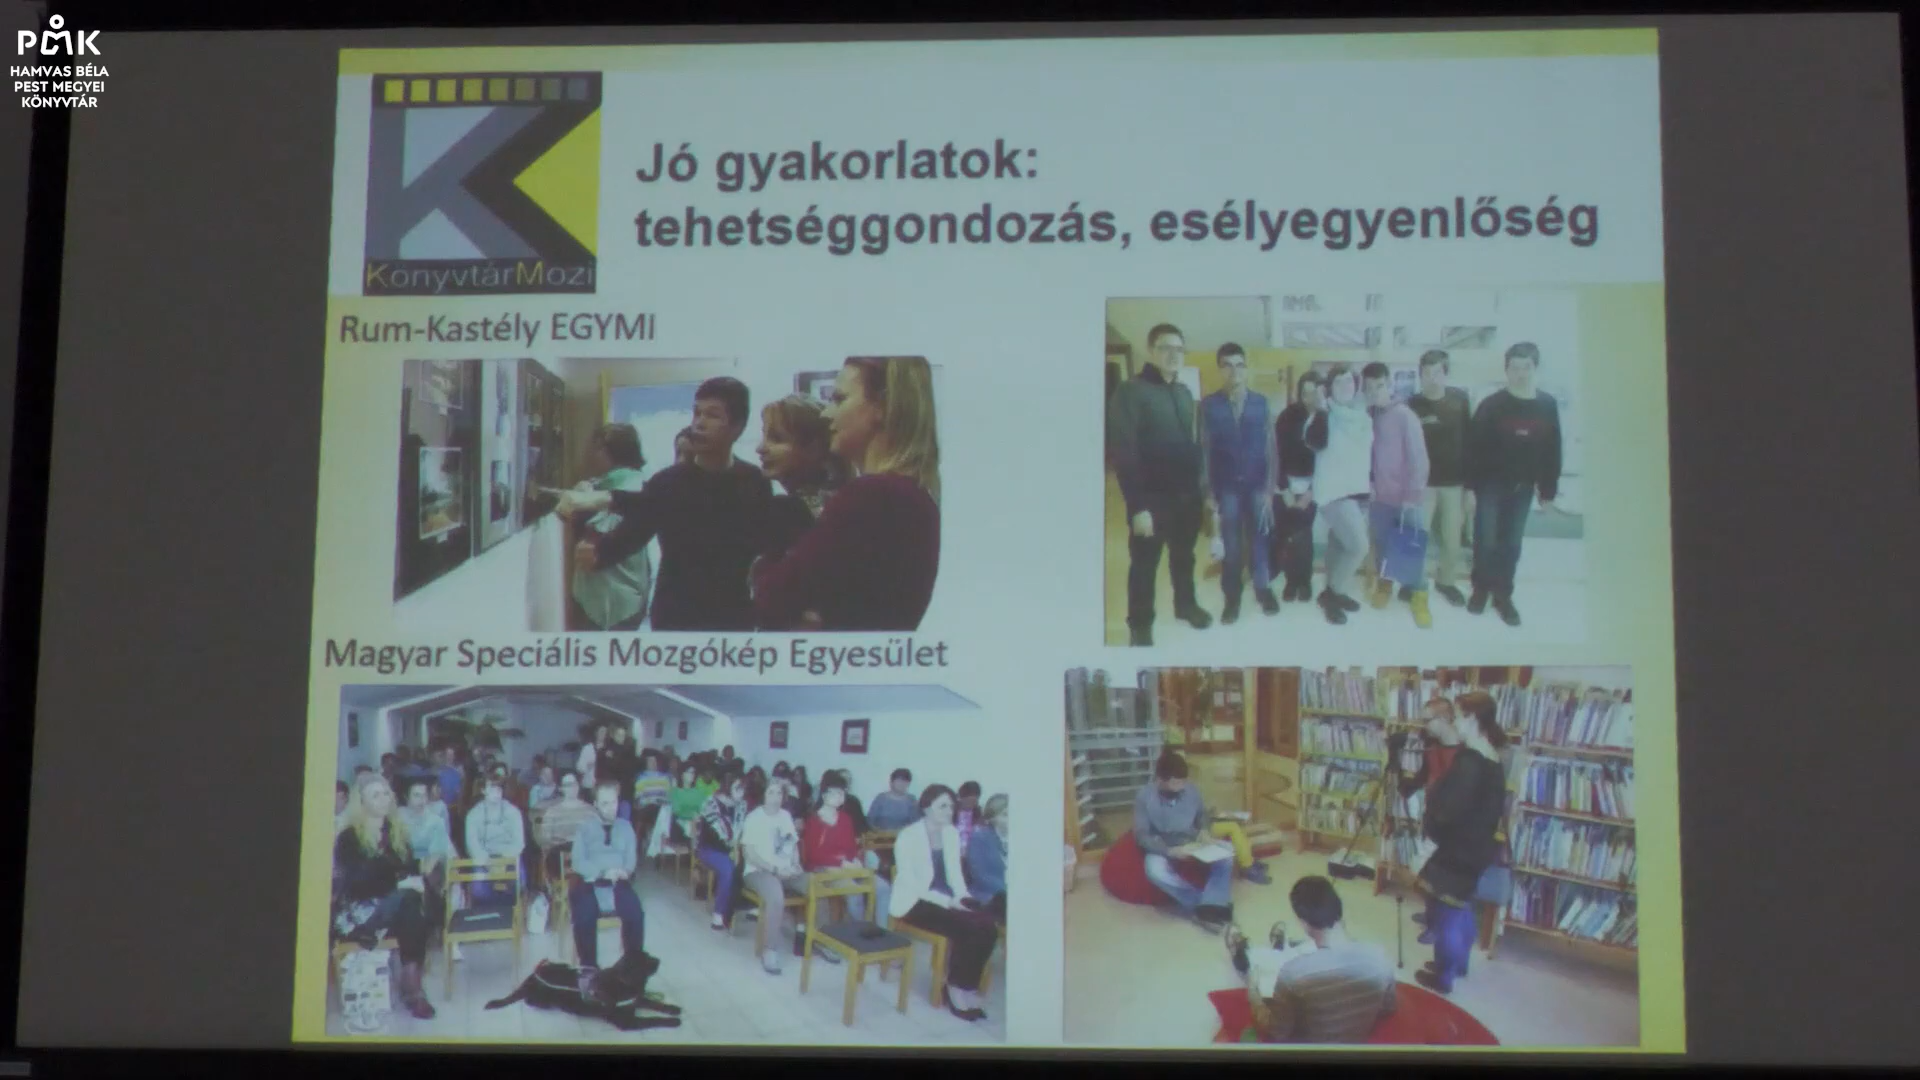 PMK
HAMVAS BÉLA
PEST MEGYEI
KÖNYVTÁR
KönyvtárMozi
Jó gyakorlatok:
tehetséggondozás, esélyegyenlőség
Rum-Kastély EGYMI
Magyar Speciális Mozgókép Egyesület